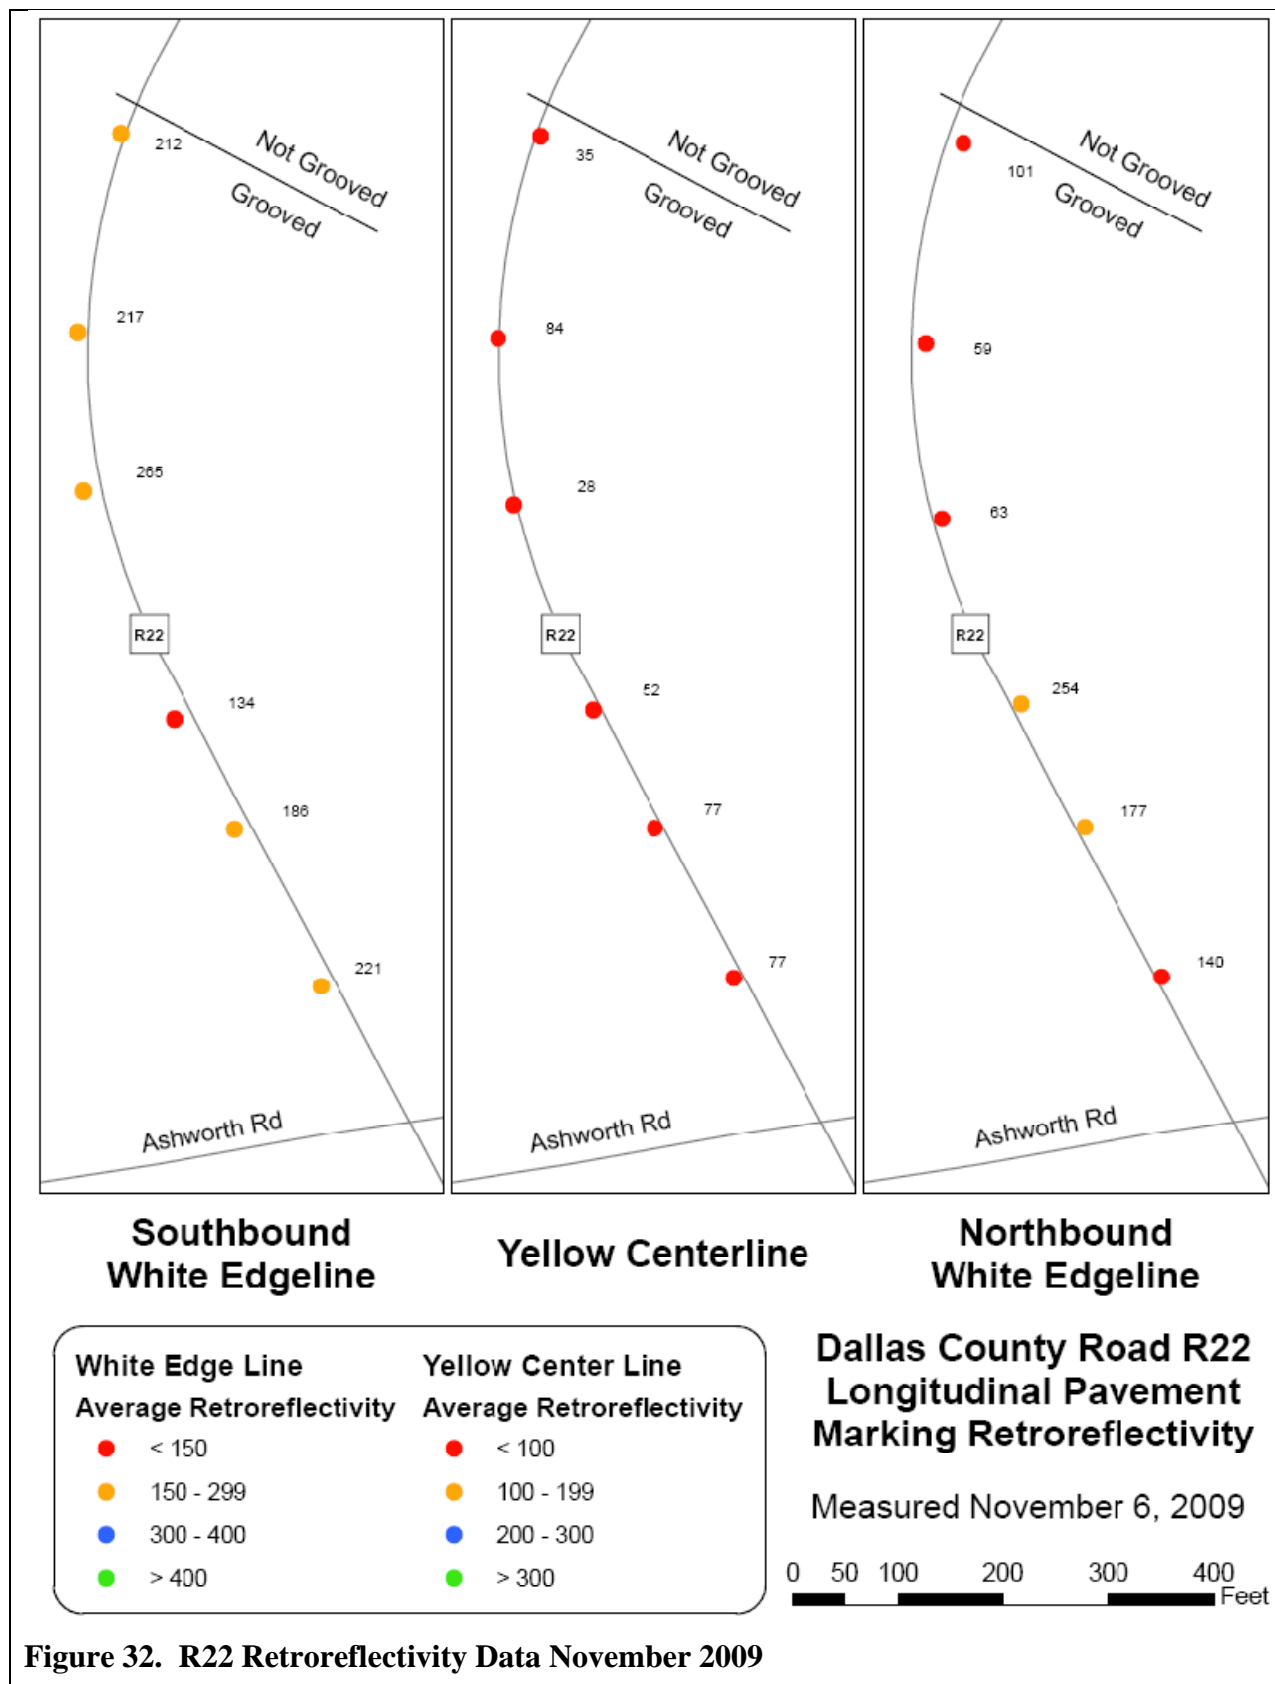 212
Not Grooved
Grooved
217
265
R22
134
186
221
Ashworth Rd
35
Not Grooved
Grooved
84
28
R22
52
77
77
Ashworth Rd
101
Not Grooved
Grooved
59
63
R22
254
177
140
Ashworth Rd
Southbound
White Edgeline
Yellow Centerline
Northbound
White Edgeline
White Edge Line
Average Retroreflectivity
< 150
150 - 299
300 - 400
> 400
Yellow Center Line
Average Retroreflectivity
< 100
100 - 199
200 - 300
> 300
Dallas County Road R22
Longitudinal Pavement
Marking Retroreflectivity
Measured November 6, 2009
0 50 100 200 300 400
Feet
Figure 32. R22 Retroreflectivity Data November 2009